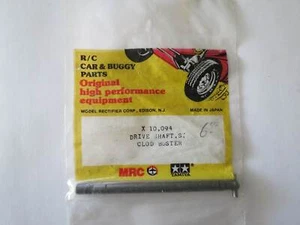 R/C
CAR & BUGGY
PARTS
Original
high performance
equipment
MODEL RECTIFIER CORP., EDISON, N.J.
MADE IN JAPAN
X 10,094
DRIVE SHAFT,
CLOD BUSTER
MRC
TAMIYA